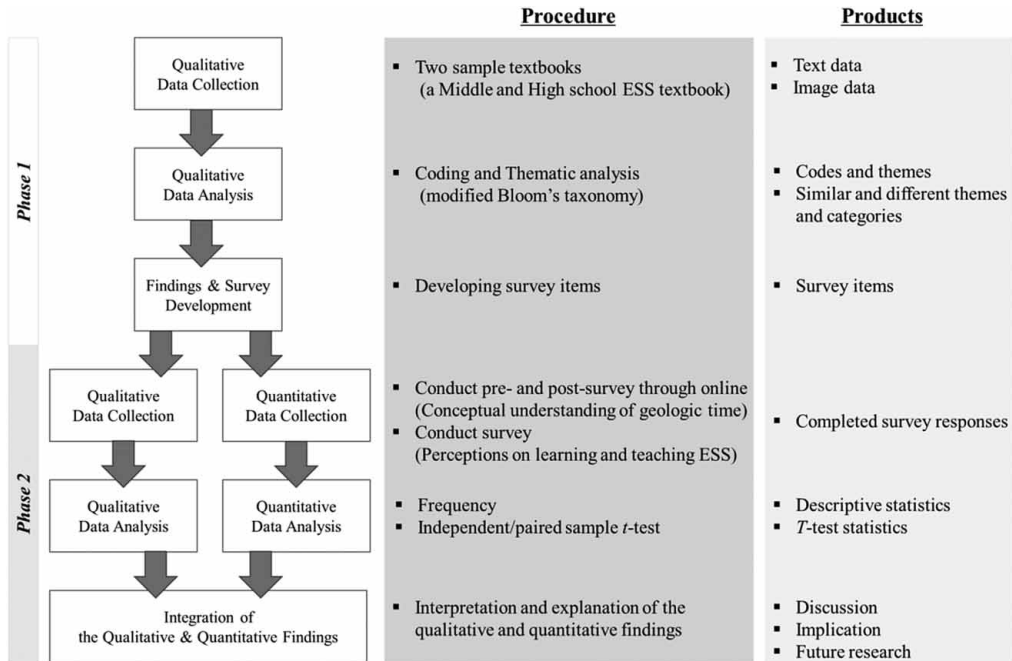 Procedure
Products
Phase 1
Qualitative
Data Collection
▪ Two sample textbooks
(a Middle and High school ESS textbook)
▪ Text data
▪ Image data
Qualitative
Data Analysis
▪ Coding and Thematic analysis
(modified Bloom's taxonomy)
▪ Codes and themes
▪ Similar and different themes
and categories
Findings & Survey
Development
▪ Developing survey items
▪ Survey items
Phase 2
Qualitative
Data Collection
Quantitative
Data Collection
▪ Conduct pre- and post-survey through online
(Conceptual understanding of geologic time)
▪ Conduct survey
(Perceptions on learning and teaching ESS)
▪ Completed survey responses
Qualitative
Data Analysis
Quantitative
Data Analysis
▪ Frequency
▪ Independent/paired sample t-test
▪ Descriptive statistics
▪ T-test statistics
Integration of
the Qualitative & Quantitative Findings
▪ Interpretation and explanation of the
qualitative and quantitative findings
▪ Discussion
▪ Implication
▪ Future research